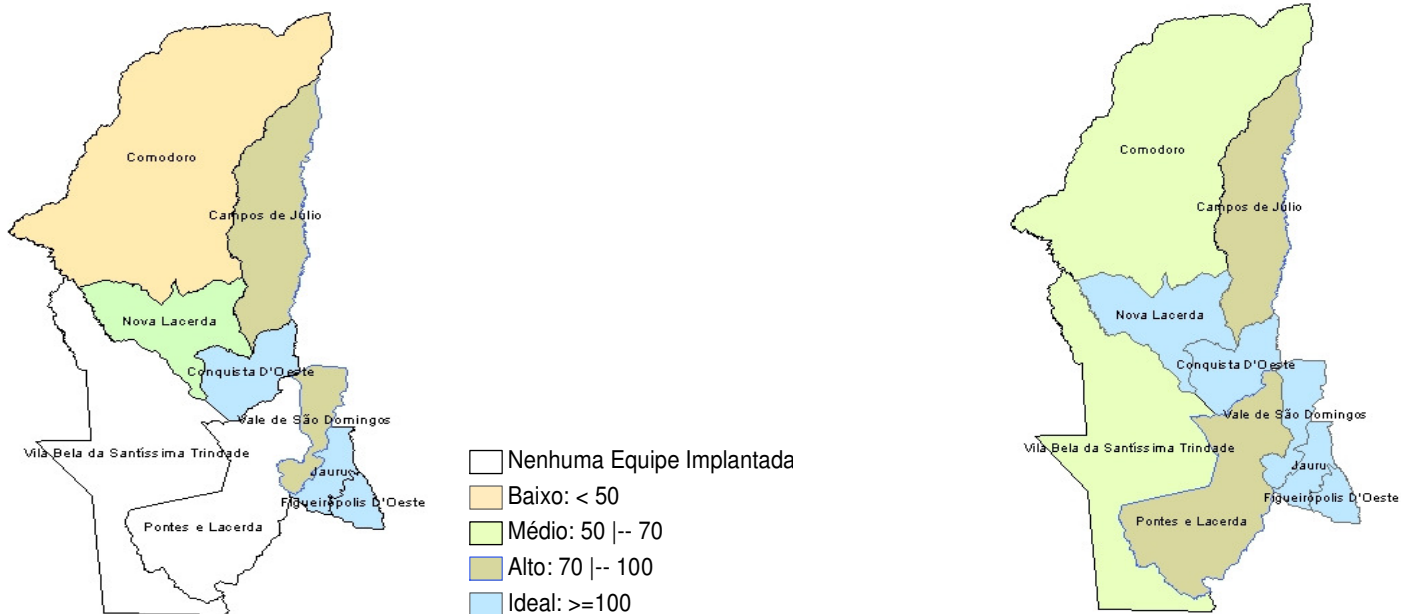 Comodoro
Campos de Júlio
Nova Lacerda
Conquista D'Oeste
Vale de São Domingos
Vila Bela da Santíssima Trindade
Jauru
Figueirópolis D'Oeste
Pontes e Lacerda
Nenhuma Equipe Implantada
Baixo: < 50
Médio: 50 |-- 70
Alto: 70 |-- 100
Ideal: >=100
Comodoro
Campos de Júlio
Nova Lacerda
Conquista D'Oeste
Vale de São Domingos
Vila Bela da Santíssima Trindade
Jauru
Figueirópolis D'Oeste
Pontes e Lacerda